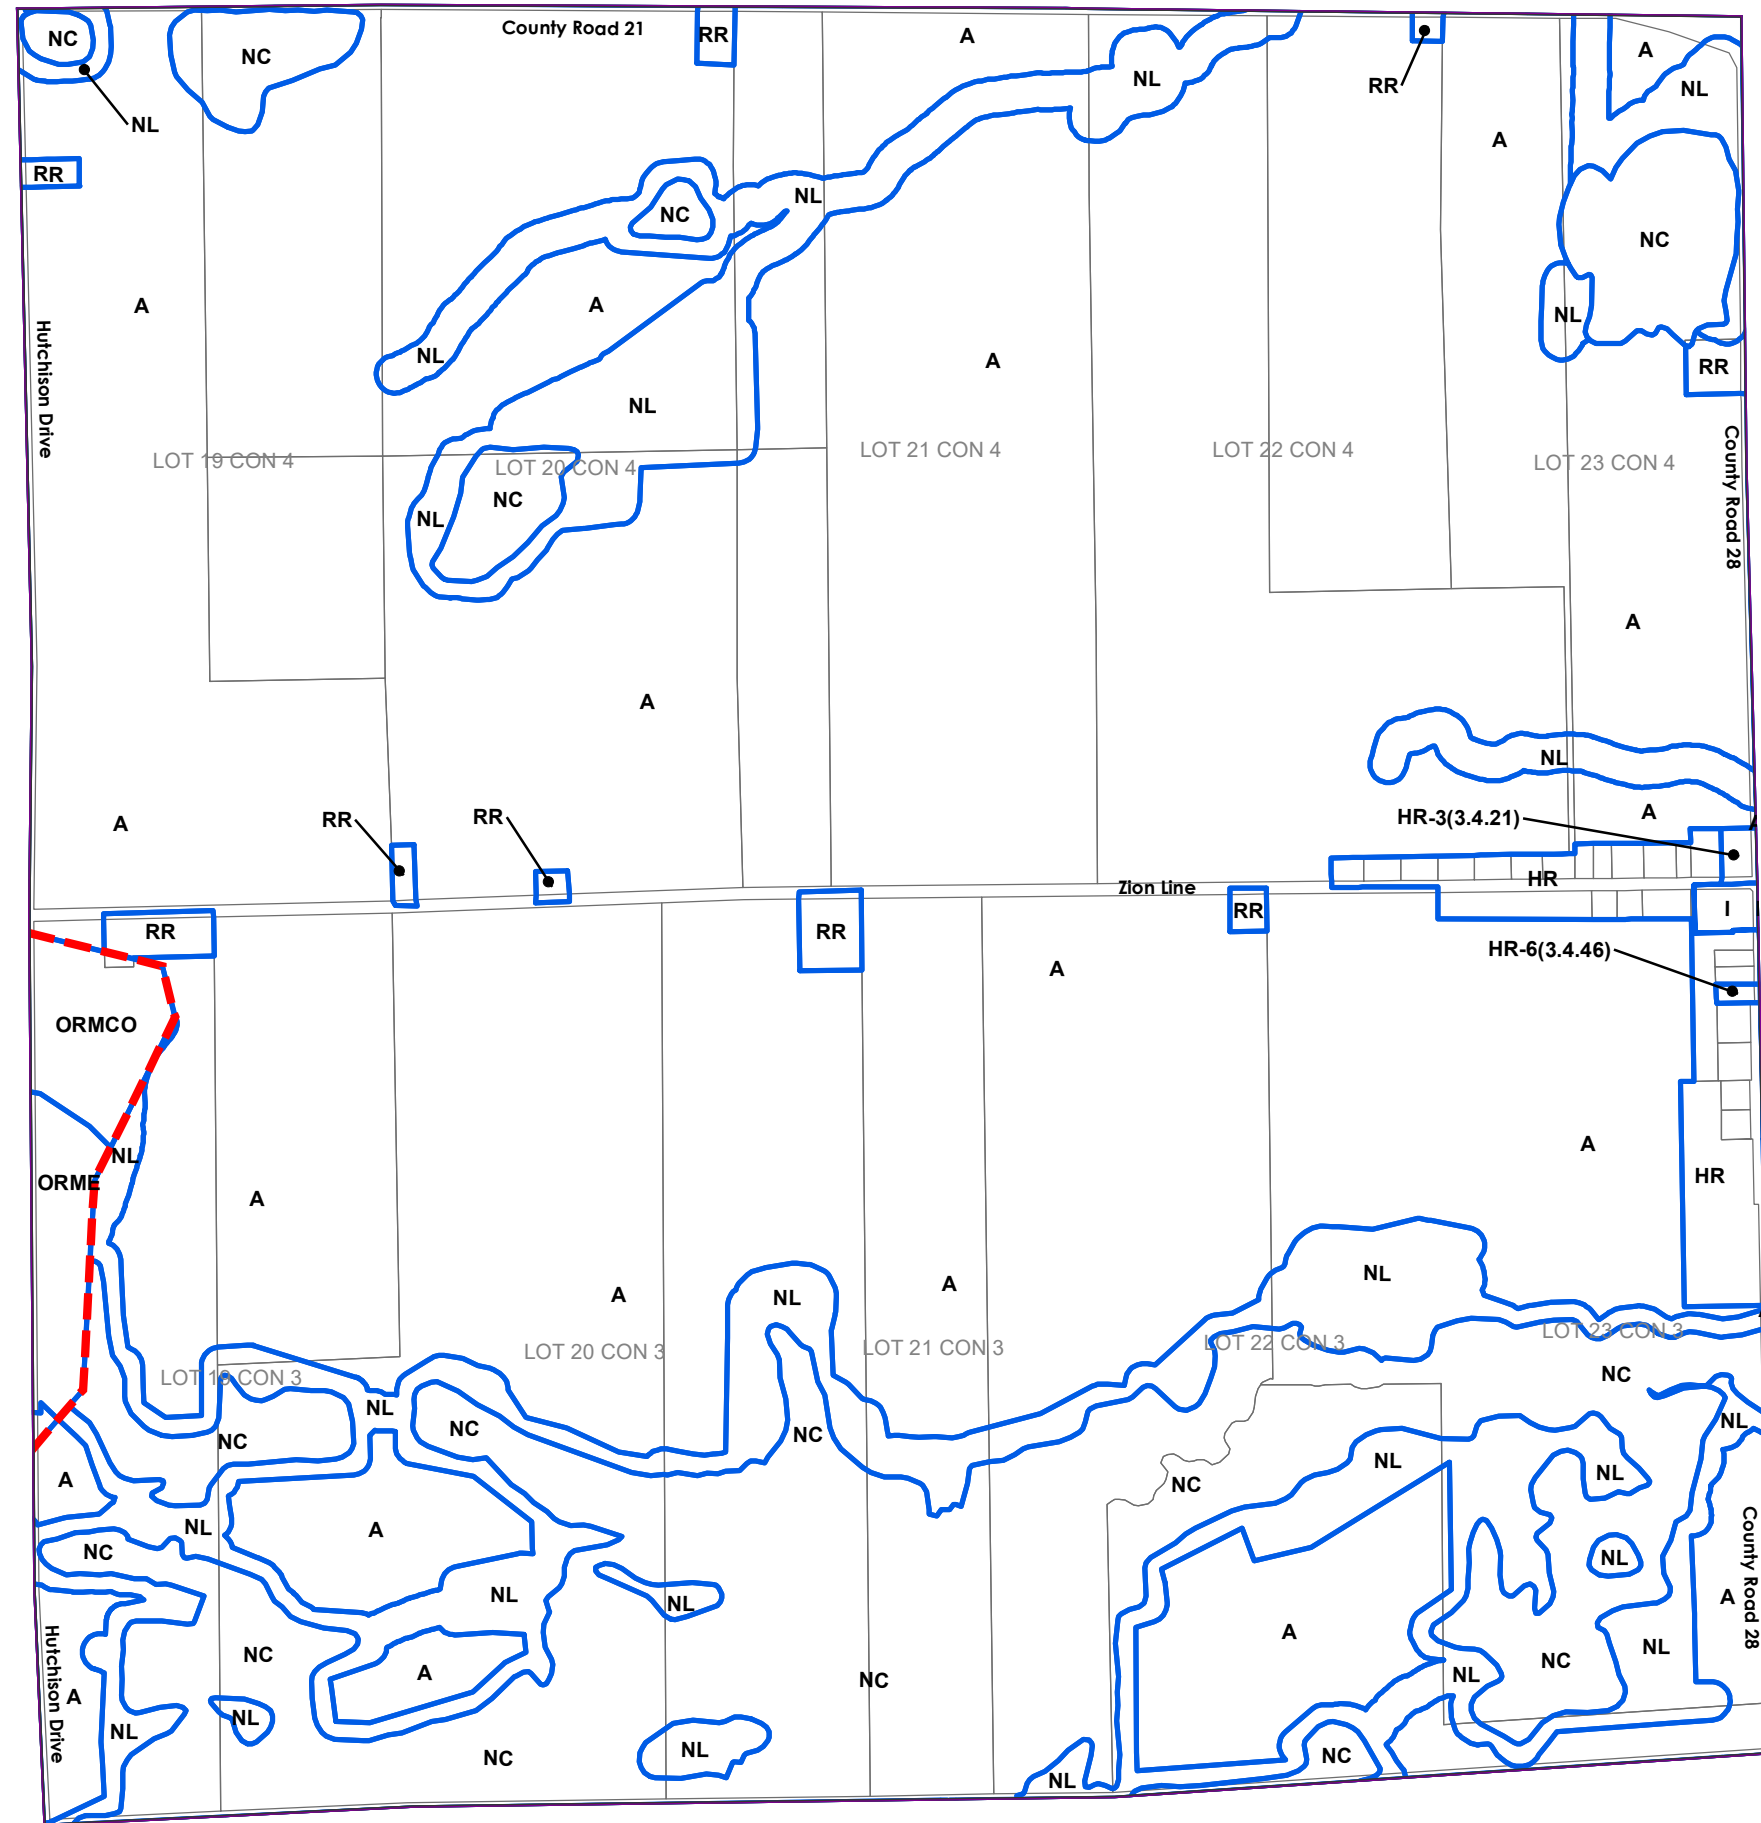 County Road 21
NC
NC
RR
A
NL
RR
A
NL
NL
A
RR
NC
NL
NC
A
A
NL
NL
A
RR
Hutchison Drive
NL
LOT 19 CON 4
LOT 20 CON 4
LOT 21 CON 4
LOT 22 CON 4
LOT 23 CON 4
County Road 28
NC
NL
A
A
NL
A
A
RR
RR
HR-3(3.4.21)
A
HR
Zion Line
RR
RR
RR
I
A
HR-6(3.4.46)
ORMCO
NL
ORME
A
A
HR
A
A
NL
NL
LOT 19 CON 3
LOT 20 CON 3
LOT 21 CON 3
LOT 22 CON 3
LOT 23 CON 3
NC
NL
NC
NC
NC
NL
NL
NL
NC
A
NL
A
NC
NL
NL
NL
A
County Road 28
NC
A
A
NL
NC
NL
NC
NL
Hutchison Drive
A
NL
NL
NC
NL
NC
NL